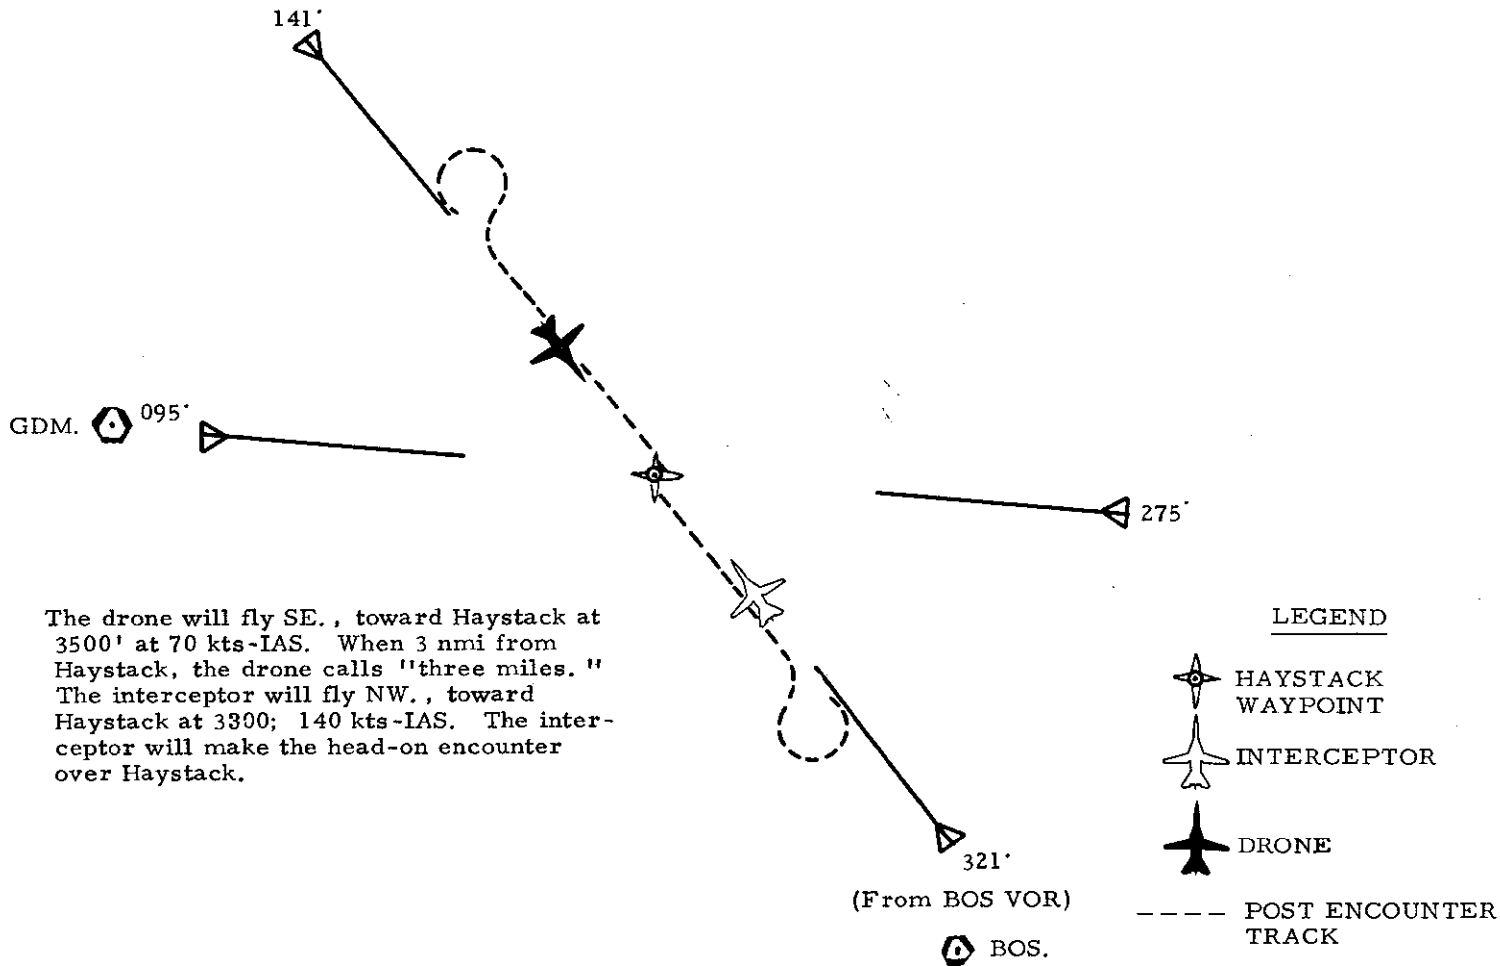 141°
GDM.
095°
275°
The drone will fly SE., toward Haystack at
3500' at 70 kts-IAS. When 3 nmi from
Haystack, the drone calls "three miles."
The interceptor will fly NW., toward
Haystack at 3300; 140 kts-IAS. The inter-
ceptor will make the head-on encounter
over Haystack.
321°
(From BOS VOR)
BOS.
LEGEND
HAYSTACK
WAYPOINT
INTERCEPTOR
DRONE
POST ENCOUNTER
TRACK